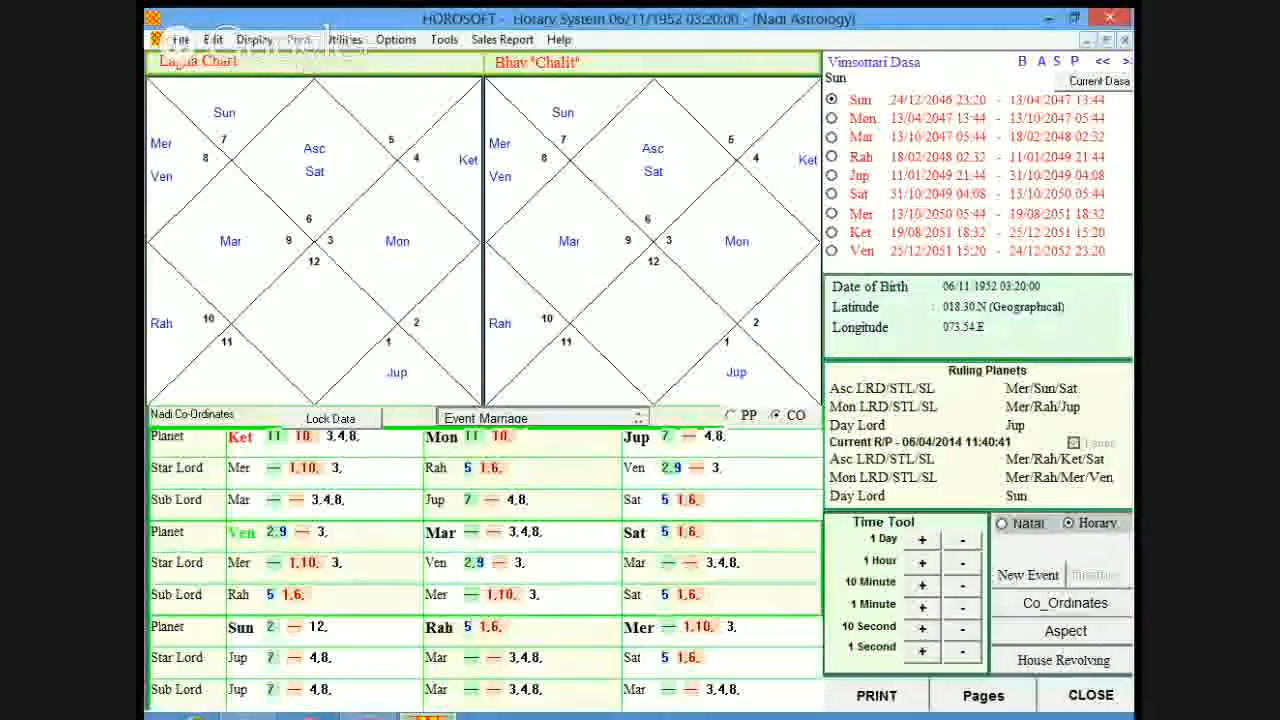 HOROSOFT - Horary System 06/11/1952 03:20:00 - (Nadi Astrology)
File Edit Display Print Utilities Options Tools Sales Report Help
Lagna Chart
Bhav "Chalit"
Sun
7
Mer
8
Ven
Asc
Sat
5
4
Ket
6
Mar
9
3
Mon
12
Rah
10
11
2
1
Jup
Sun
7
Mer
8
Ven
Asc
Sat
5
4
Ket
6
Mar
9
3
Mon
12
Rah
10
11
2
1
Jup
Vimsottari Dasa B A S P << >
Sun
Current Dasa
Sun 24/12/2046 23:20 - 13/04/2047 13:44
Mon 13/04/2047 13:44 - 13/10/2047 05:44
Mar 13/10/2047 05:44 - 18/02/2048 02:32
Rah 18/02/2048 02:32 - 11/01/2049 21:44
Jup 11/01/2049 21:44 - 31/10/2049 04:08
Sat 31/10/2049 04:08 - 13/10/2050 05:44
Mer 13/10/2050 05:44 - 19/08/2051 18:32
Ket 19/08/2051 18:32 - 25/12/2051 15:20
Ven 25/12/2051 15:20 - 24/12/2052 23:20
Date of Birth 06/11/1952 03:20:00
Latitude : 018.30.N (Geographical)
Longitude 073.54.E
Ruling Planets
Asc LRD/STL/SL Mer/Sun/Sat
Mon LRD/STL/SL Mer/Rah/Jup
Day Lord Jup
Current R/P - 06/04/2014 11:40:41
Asc LRD/STL/SL Mer/Rah/Ket/Sat
Mon LRD/STL/SL Mer/Rah/Mer/Ven
Day Lord Sun
Nadi Co-Ordinates Lock Data Event Marriage PP CO
Planet Ket 11 10, 3,4,8, Mon 11 10, Jup 7 — 4,8,
Star Lord Mer — 1,10, 3, Rah 5 1,6, Ven 2,9 — 3,
Sub Lord Mar — — 3,4,8, Jup 7 — 4,8, Sat 5 1,6,
Planet Ven 2,9 — 3, Mar — — 3,4,8, Sat 5 1,6,
Star Lord Mer — 1,10, 3, Ven 2,9 — 3, Mar — — 3,4,8,
Sub Lord Rah 5 1,6, Mer — 1,10, 3, Sat 5 1,6,
Planet Sun 2 — 12, Rah 5 1,6, Mer — 1,10, 3,
Star Lord Jup 7 — 4,8, Mar — — 3,4,8, Sat 5 1,6,
Sub Lord Jup 7 — 4,8, Mar — — 3,4,8, Mar — — 3,4,8,
Time Tool
1 Day + -
1 Hour + -
10 Minute + -
1 Minute + -
10 Second + -
1 Second + -
Natal Horary
New Event
Co_Ordinates
Aspect
House Revolving
PRINT Pages CLOSE